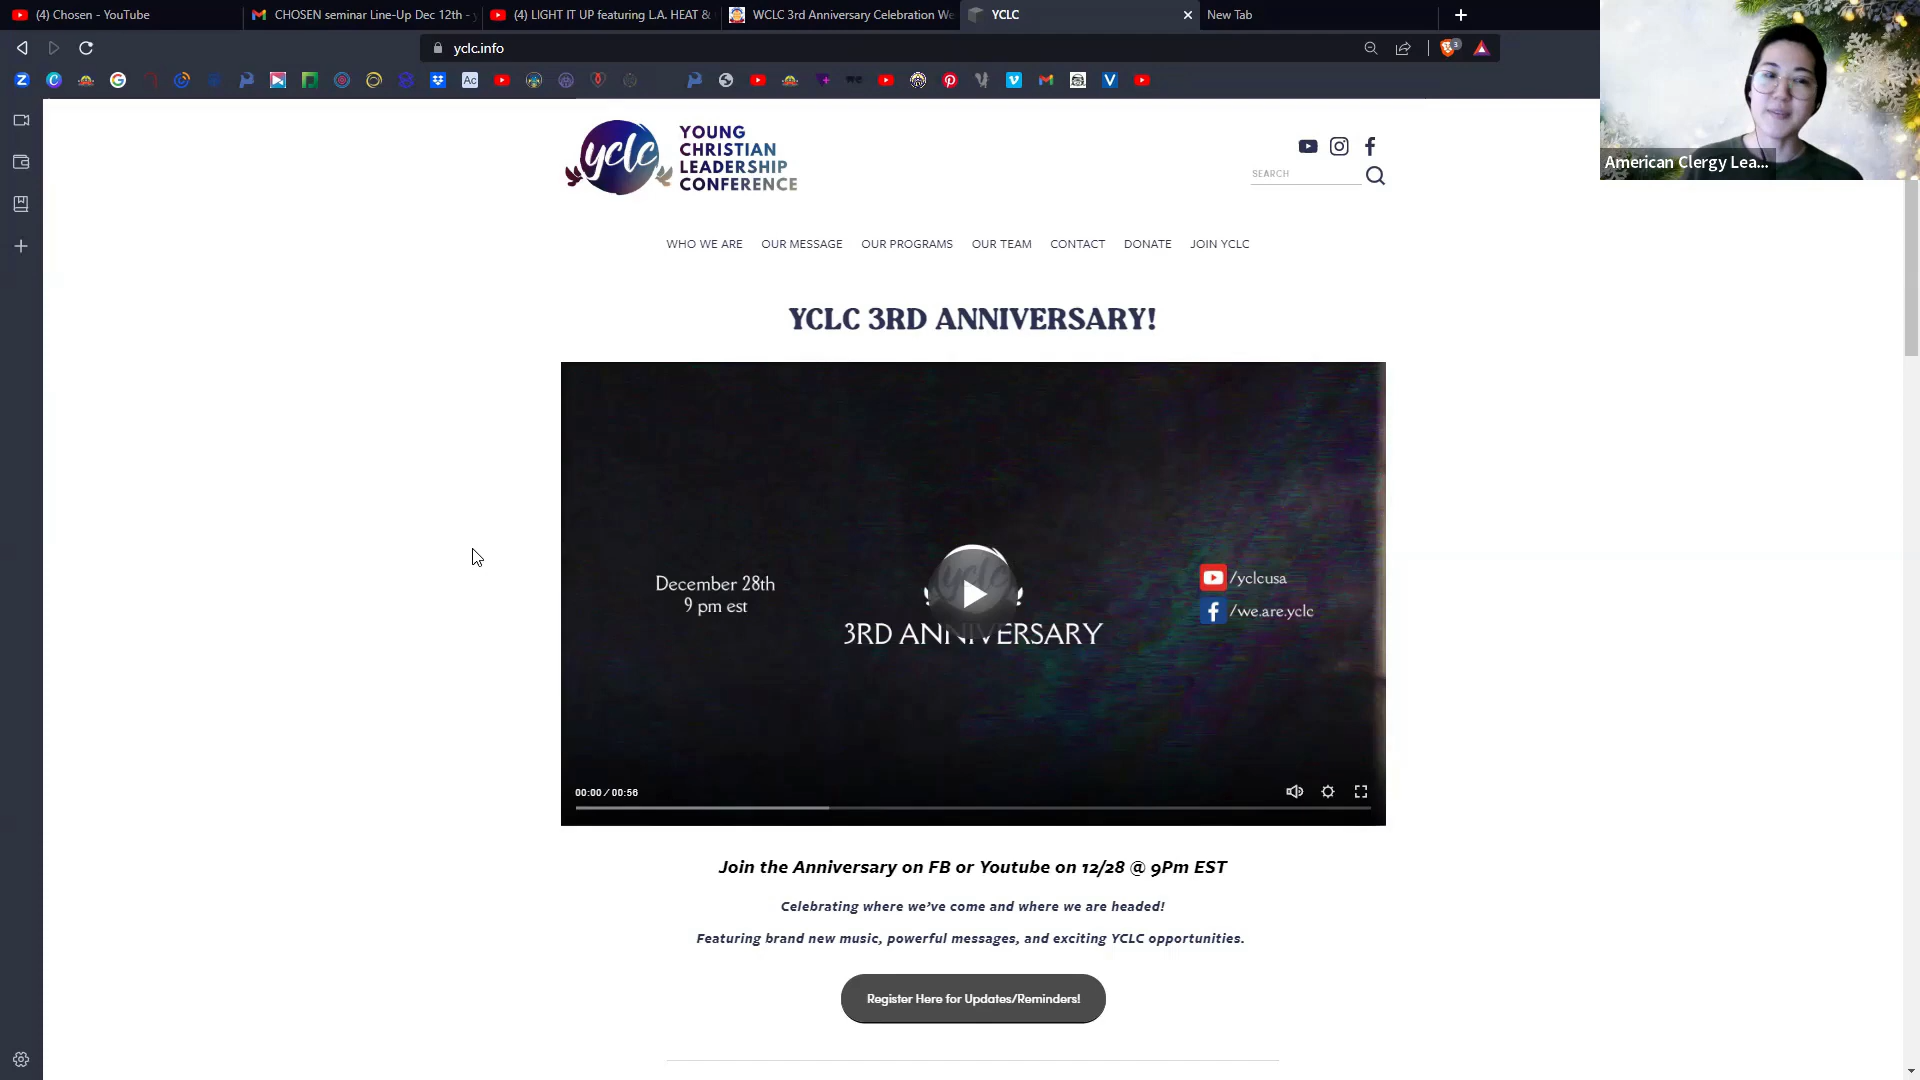 (4) Chosen - YouTube
CHOSEN seminar Line-Up Dec 12th -
(4) LIGHT IT UP featuring L.A. HEAT &
WCLC 3rd Anniversary Celebration We
YCLC
New Tab
yclc.info
American Clergy Lea...
yclc
YOUNG
CHRISTIAN
LEADERSHIP
CONFERENCE
SEARCH
WHO WE ARE OUR MESSAGE OUR PROGRAMS OUR TEAM CONTACT DONATE JOIN YCLC
YCLC 3RD ANNIVERSARY!
December 28th
9 pm est
yclc
3RD ANNIVERSARY
/yclcusa
/we.are.yclc
00:00 / 00:56
Join the Anniversary on FB or Youtube on 12/28 @ 9Pm EST
Celebrating where we've come and where we are headed!
Featuring brand new music, powerful messages, and exciting YCLC opportunities.
Register Here for Updates/Reminders!